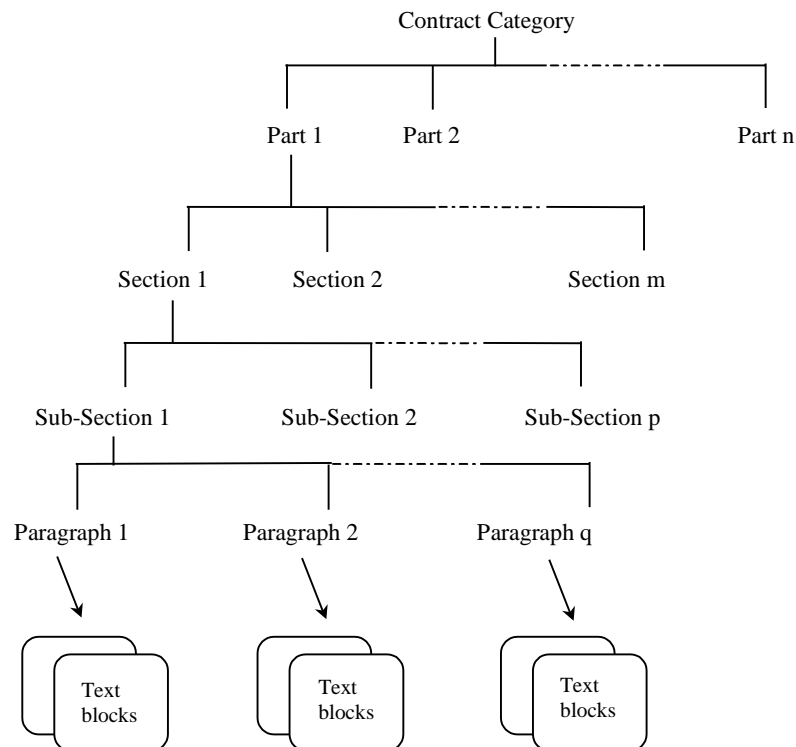 Contract Category
Part 1
Part 2
Part n
Section 1
Section 2
Section m
Sub-Section 1
Sub-Section 2
Sub-Section p
Paragraph 1
Paragraph 2
Paragraph q
Text
blocks
Text
blocks
Text
blocks